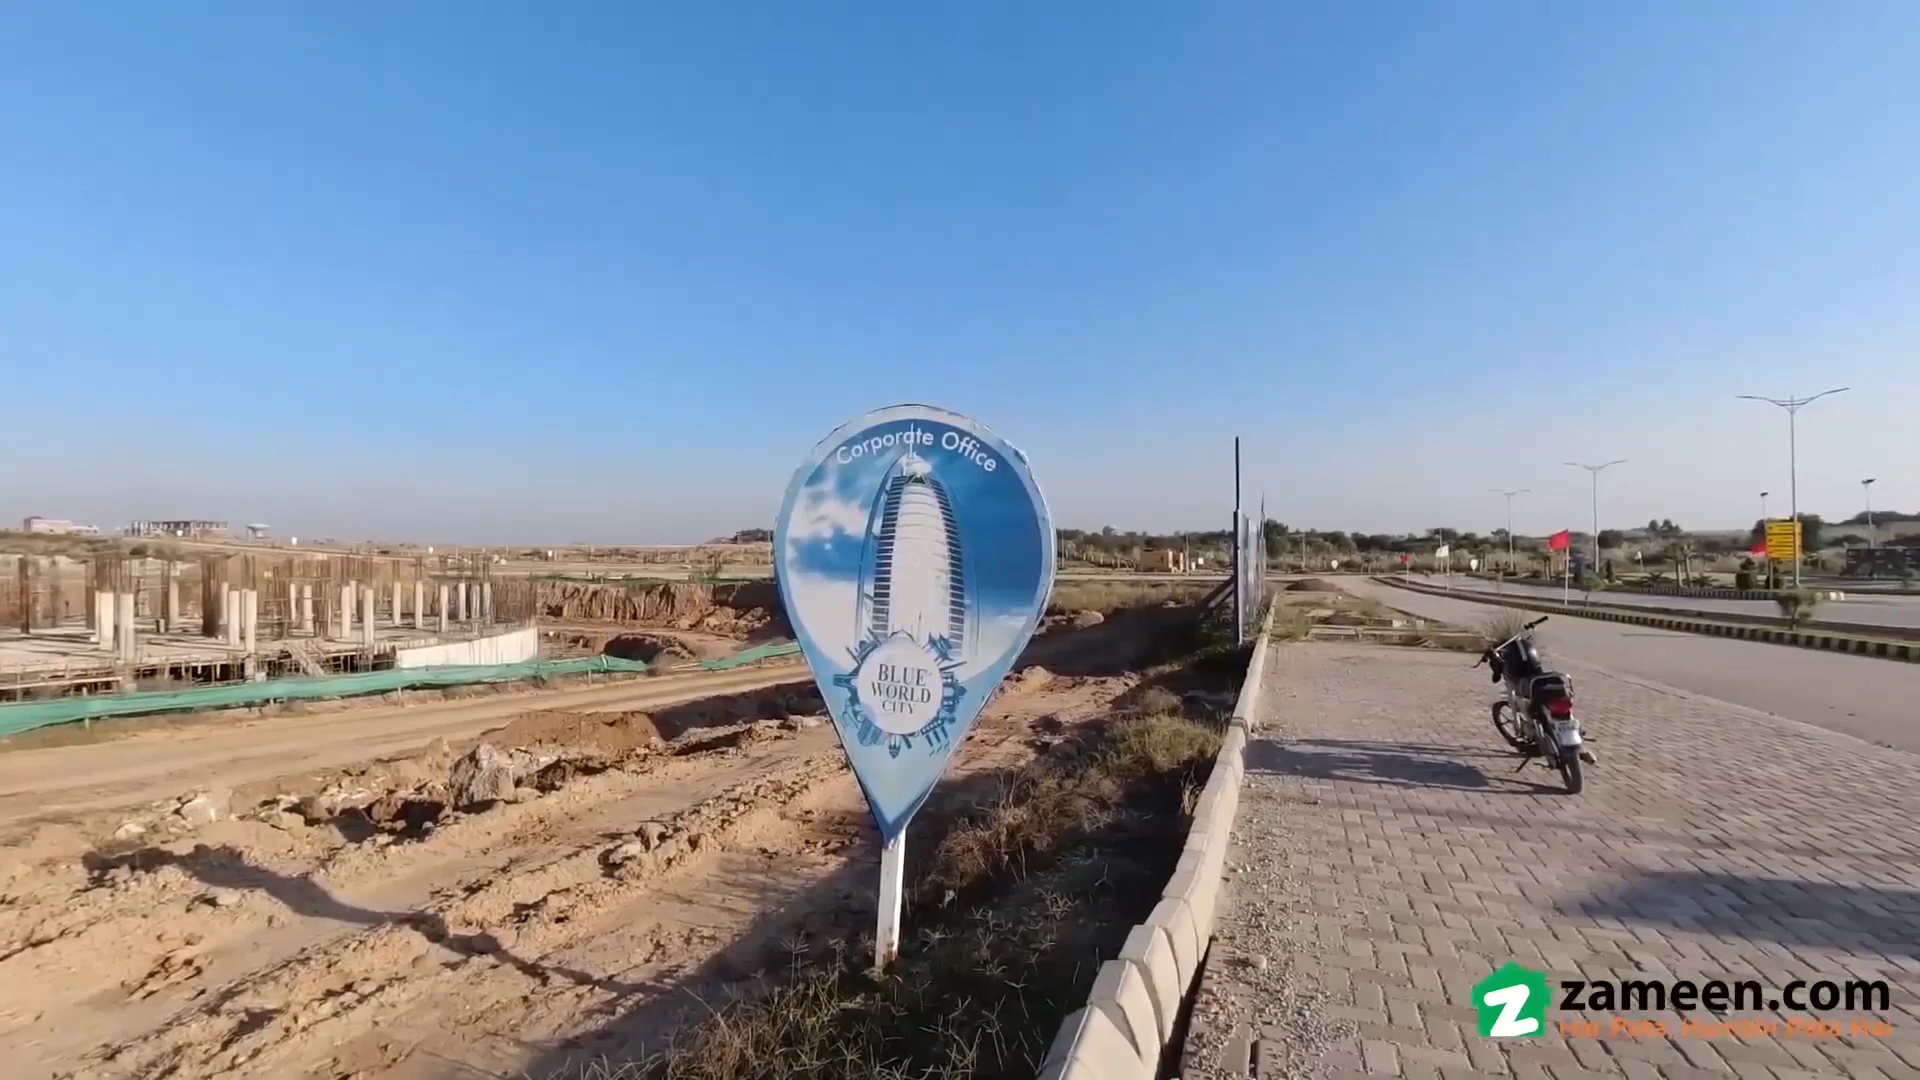 Corporate Office
BLUE
WORLD
CITY
zameen.com
Har Pata, Humain Pata Hai